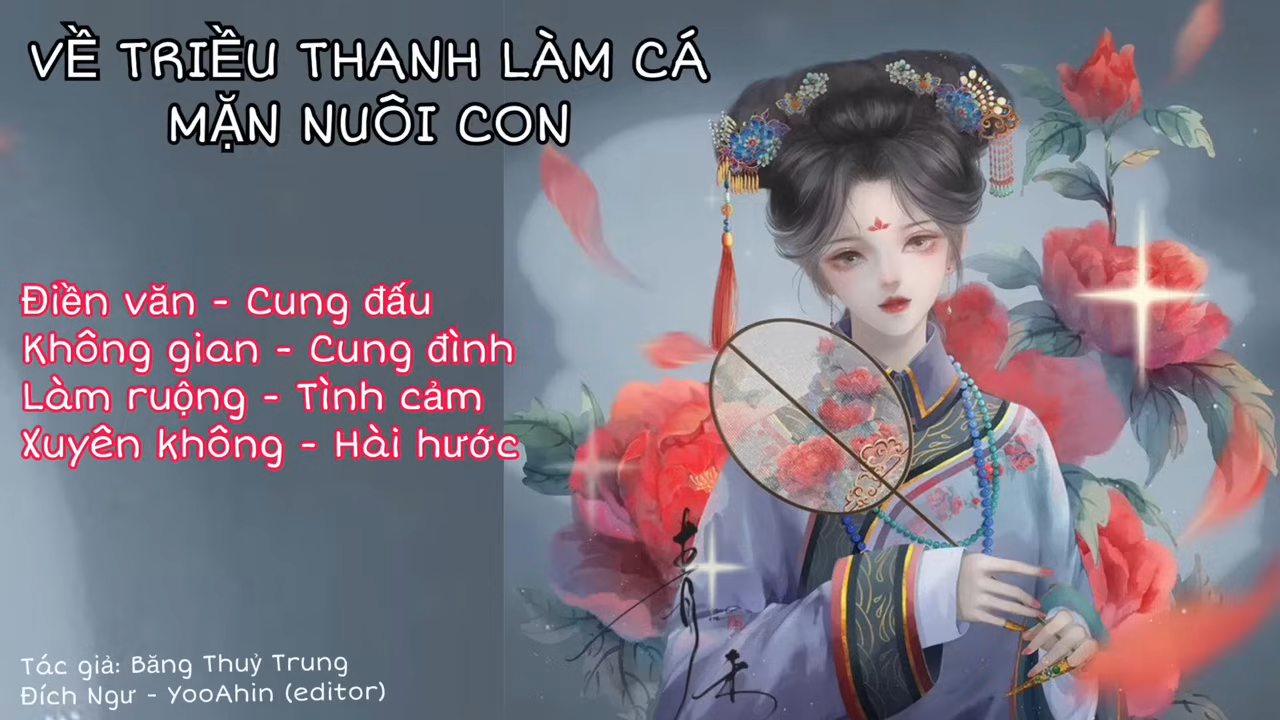 VỀ TRIỀU THANH LÀM CÁ
MẶN NUÔI CON
Điền văn - Cung đấu
Không gian - Cung đình
Làm ruộng - Tình cảm
Xuyên không - Hài hước
Tác giả: Băng Thuỷ Trung
Đích Ngư - YooAhin (editor)